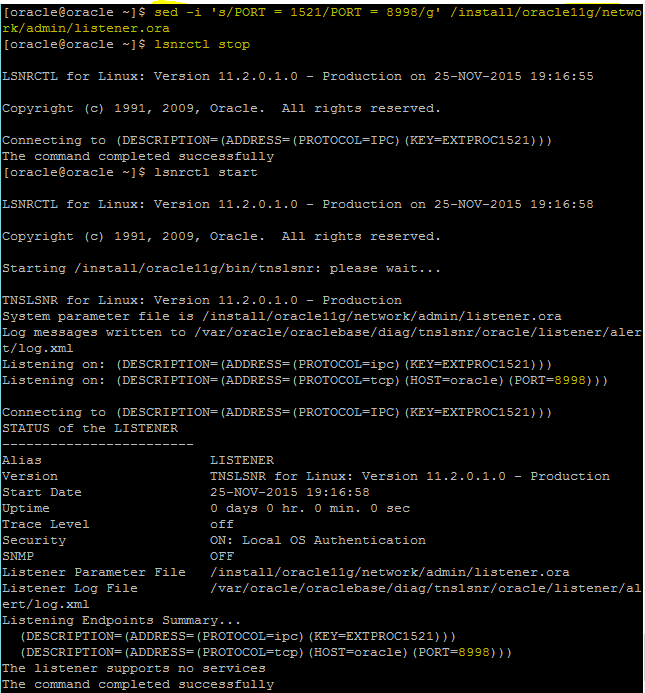 [oracle@oracle ~]$ sed -i 's/PORT = 1521/PORT = 8998/g' /install/oracle11g/netwo
rk/admin/listener.ora
[oracle@oracle ~]$ lsnrctl stop
LSNRCTL for Linux: Version 11.2.0.1.0 - Production on 25-NOV-2015 19:16:55
Copyright (c) 1991, 2009, Oracle.  All rights reserved.
Connecting to (DESCRIPTION=(ADDRESS=(PROTOCOL=IPC)(KEY=EXTPROC1521)))
The command completed successfully
[oracle@oracle ~]$ lsnrctl start
LSNRCTL for Linux: Version 11.2.0.1.0 - Production on 25-NOV-2015 19:16:58
Copyright (c) 1991, 2009, Oracle.  All rights reserved.
Starting /install/oracle11g/bin/tnslsnr: please wait...
TNSLSNR for Linux: Version 11.2.0.1.0 - Production
System parameter file is /install/oracle11g/network/admin/listener.ora
Log messages written to /var/oracle/oraclebase/diag/tnslsnr/oracle/listener/aler
t/log.xml
Listening on: (DESCRIPTION=(ADDRESS=(PROTOCOL=ipc)(KEY=EXTPROC1521)))
Listening on: (DESCRIPTION=(ADDRESS=(PROTOCOL=tcp)(HOST=oracle)(PORT=8998)))
Connecting to (DESCRIPTION=(ADDRESS=(PROTOCOL=IPC)(KEY=EXTPROC1521)))
STATUS of the LISTENER
------------------------
Alias                     LISTENER
Version                   TNSLSNR for Linux: Version 11.2.0.1.0 - Production
Start Date                25-NOV-2015 19:16:58
Uptime                    0 days 0 hr. 0 min. 0 sec
Trace Level               off
Security                  ON: Local OS Authentication
SNMP                      OFF
Listener Parameter File   /install/oracle11g/network/admin/listener.ora
Listener Log File         /var/oracle/oraclebase/diag/tnslsnr/oracle/listener/al
ert/log.xml
Listening Endpoints Summary...
  (DESCRIPTION=(ADDRESS=(PROTOCOL=ipc)(KEY=EXTPROC1521)))
  (DESCRIPTION=(ADDRESS=(PROTOCOL=tcp)(HOST=oracle)(PORT=8998)))
The listener supports no services
The command completed successfully